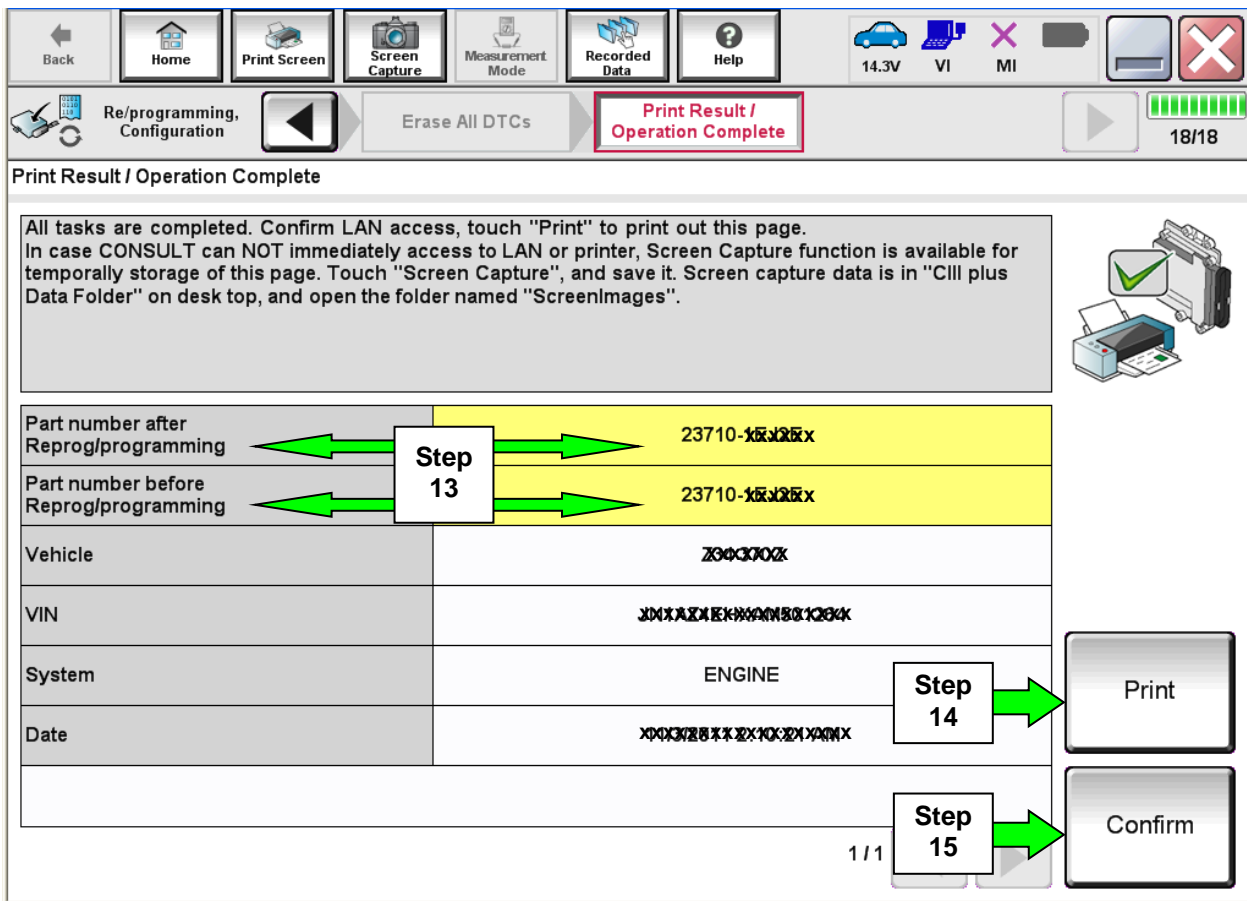 Back
Home
Print Screen
Screen
Capture
Measurement
Mode
Recorded
Data
Help
14.3V
VI
MI
Re/programming,
Configuration
Erase All DTCs
Print Result /
Operation Complete
18/18
Print Result / Operation Complete
All tasks are completed. Confirm LAN access, touch "Print" to print out this page.
In case CONSULT can NOT immediately access to LAN or printer, Screen Capture function is available for
temporally storage of this page. Touch "Screen Capture", and save it. Screen capture data is in "CIII plus
Data Folder" on desk top, and open the folder named "ScreenImages".
Part number after
Reprog/programming
23710-
Step
13
Part number before
Reprog/programming
23710-
Vehicle
VIN
System
ENGINE
Date
Step
14
Print
Step
15
Confirm
1 / 1